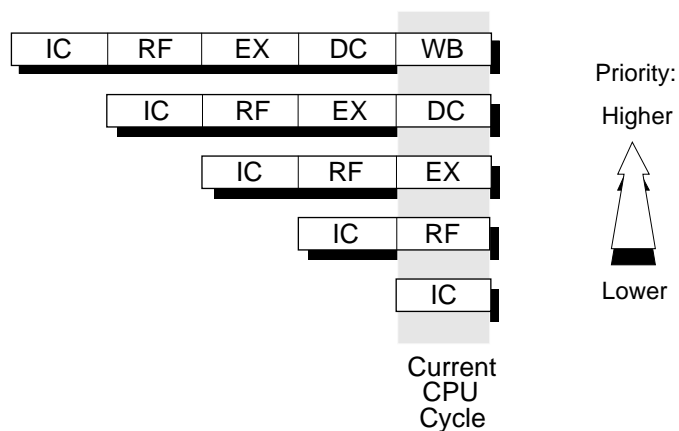 IC RF EX DC WB
IC RF EX DC
IC RF EX
IC RF
IC
Current
CPU
Cycle
Priority:
Higher
Lower